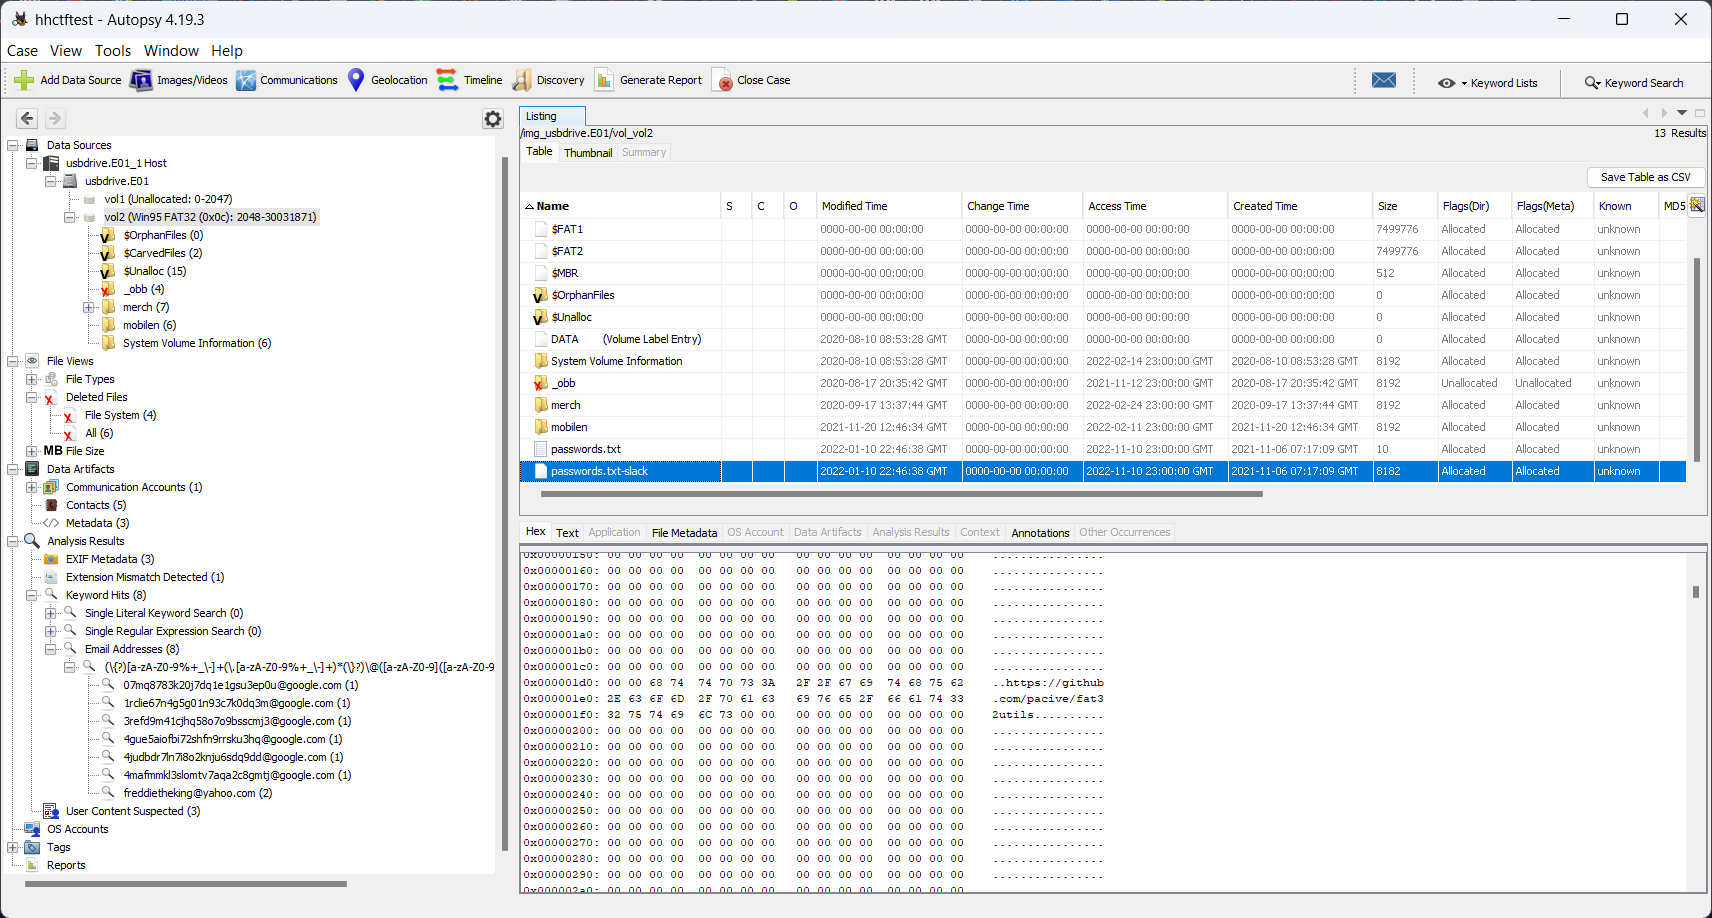 hhctftest - Autopsy 4.19.3
Case View Tools Window Help
Add Data Source Images/Videos Communications Geolocation Timeline Discovery Generate Report Close Case Keyword Lists Keyword Search
Data Sources
usbdrive.E01_1 Host
usbdrive.E01
vol1 (Unallocated: 0-2047)
vol2 (Win95 FAT32 (0x0c): 2048-30031871)
$OrphanFiles (0)
$CarvedFiles (2)
$Unalloc (15)
_obb (4)
merch (7)
mobilen (6)
System Volume Information (6)
File Views
File Types
Deleted Files
File System (4)
All (6)
MB File Size
Data Artifacts
Communication Accounts (1)
Contacts (5)
Metadata (3)
Analysis Results
EXIF Metadata (3)
Extension Mismatch Detected (1)
Keyword Hits (8)
Single Literal Keyword Search (0)
Single Regular Expression Search (0)
Email Addresses (8)
(\{?)[a-zA-Z0-9%+_\-]+(\.[a-zA-Z0-9%+_\-]+)*(\}?)\@([a-zA-Z0-9]([a-zA-Z0-9
07mq8783k20j7dq1e1gsu3ep0u@google.com (1)
1rclie67n4g5g01n93c7k0dq3m@google.com (1)
3refd9m41cjhq58o7o9bsscmj3@google.com (1)
4gue5aiofbi72shfn9rrsku3hq@google.com (1)
4judbdr7ln7i8o2knju6sdq9dd@google.com (1)
4mafmmkl3slomtv7aqa2c8gmtj@google.com (1)
freddietheking@yahoo.com (2)
User Content Suspected (3)
OS Accounts
Tags
Reports
Listing
/img_usbdrive.E01/vol_vol2
13 Results
Table Thumbnail Summary
Save Table as CSV
Name S C O Modified Time Change Time Access Time Created Time Size Flags(Dir) Flags(Meta) Known MD5
$FAT1 0000-00-00 00:00:00 0000-00-00 00:00:00 0000-00-00 00:00:00 0000-00-00 00:00:00 7499776 Allocated Allocated unknown
$FAT2 0000-00-00 00:00:00 0000-00-00 00:00:00 0000-00-00 00:00:00 0000-00-00 00:00:00 7499776 Allocated Allocated unknown
$MBR 0000-00-00 00:00:00 0000-00-00 00:00:00 0000-00-00 00:00:00 0000-00-00 00:00:00 512 Allocated Allocated unknown
$OrphanFiles 0000-00-00 00:00:00 0000-00-00 00:00:00 0000-00-00 00:00:00 0000-00-00 00:00:00 0 Allocated Allocated unknown
$Unalloc 0000-00-00 00:00:00 0000-00-00 00:00:00 0000-00-00 00:00:00 0000-00-00 00:00:00 0 Allocated Allocated unknown
DATA (Volume Label Entry) 2020-08-10 08:53:28 GMT 0000-00-00 00:00:00 0000-00-00 00:00:00 0000-00-00 00:00:00 0 Allocated Allocated unknown
System Volume Information 2020-08-10 08:53:28 GMT 0000-00-00 00:00:00 2022-02-14 23:00:00 GMT 2020-08-10 08:53:28 GMT 8192 Allocated Allocated unknown
_obb 2020-08-17 20:35:42 GMT 0000-00-00 00:00:00 2021-11-12 23:00:00 GMT 2020-08-17 20:35:42 GMT 8192 Unallocated Unallocated unknown
merch 2020-09-17 13:37:44 GMT 0000-00-00 00:00:00 2022-02-24 23:00:00 GMT 2020-09-17 13:37:44 GMT 8192 Allocated Allocated unknown
mobilen 2021-11-20 12:46:34 GMT 0000-00-00 00:00:00 2022-02-11 23:00:00 GMT 2021-11-20 12:46:34 GMT 8192 Allocated Allocated unknown
passwords.txt 2022-01-10 22:46:38 GMT 0000-00-00 00:00:00 2022-11-10 23:00:00 GMT 2021-11-06 07:17:09 GMT 10 Allocated Allocated unknown
passwords.txt-slack 2022-01-10 22:46:38 GMT 0000-00-00 00:00:00 2022-11-10 23:00:00 GMT 2021-11-06 07:17:09 GMT 8182 Allocated Allocated unknown
Hex Text Application File Metadata OS Account Data Artifacts Analysis Results Context Annotations Other Occurrences
0x00000150: 00 00 00 00 00 00 00 00 00 00 00 00 00 00 00 00 ................
0x00000160: 00 00 00 00 00 00 00 00 00 00 00 00 00 00 00 00 ................
0x00000170: 00 00 00 00 00 00 00 00 00 00 00 00 00 00 00 00 ................
0x00000180: 00 00 00 00 00 00 00 00 00 00 00 00 00 00 00 00 ................
0x00000190: 00 00 00 00 00 00 00 00 00 00 00 00 00 00 00 00 ................
0x000001a0: 00 00 00 00 00 00 00 00 00 00 00 00 00 00 00 00 ................
0x000001b0: 00 00 00 00 00 00 00 00 00 00 00 00 00 00 00 00 ................
0x000001c0: 00 00 00 00 00 00 00 00 00 00 00 00 00 00 00 00 ................
0x000001d0: 00 00 68 74 74 70 73 3A 2F 2F 67 69 74 68 75 62 ..https://github
0x000001e0: 2E 63 6F 6D 2F 70 61 63 69 76 65 2F 66 61 74 33 .com/pacive/fat3
0x000001f0: 32 75 74 69 6C 73 00 00 00 00 00 00 00 00 00 00 2utils..........
0x00000200: 00 00 00 00 00 00 00 00 00 00 00 00 00 00 00 00 ................
0x00000210: 00 00 00 00 00 00 00 00 00 00 00 00 00 00 00 00 ................
0x00000220: 00 00 00 00 00 00 00 00 00 00 00 00 00 00 00 00 ................
0x00000230: 00 00 00 00 00 00 00 00 00 00 00 00 00 00 00 00 ................
0x00000240: 00 00 00 00 00 00 00 00 00 00 00 00 00 00 00 00 ................
0x00000250: 00 00 00 00 00 00 00 00 00 00 00 00 00 00 00 00 ................
0x00000260: 00 00 00 00 00 00 00 00 00 00 00 00 00 00 00 00 ................
0x00000270: 00 00 00 00 00 00 00 00 00 00 00 00 00 00 00 00 ................
0x00000280: 00 00 00 00 00 00 00 00 00 00 00 00 00 00 00 00 ................
0x00000290: 00 00 00 00 00 00 00 00 00 00 00 00 00 00 00 00 ................
0x000002a0: 00 00 00 00 00 00 00 00 00 00 00 00 00 00 00 00